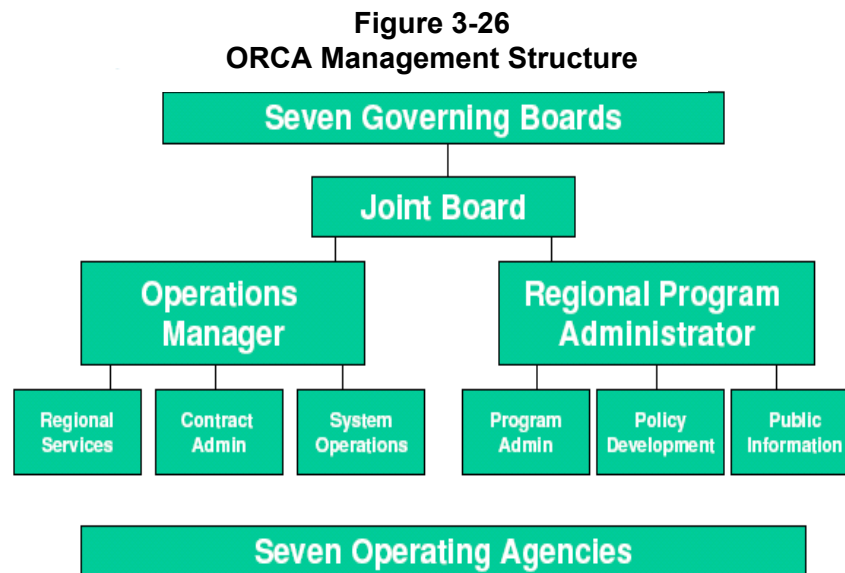 Figure 3-26
ORCA Management Structure
Seven Governing Boards
Joint Board
Operations
Manager
Regional Program
Administrator
Regional
Services
Contract
Admin
System
Operations
Program
Admin
Policy
Development
Public
Information
Seven Operating Agencies